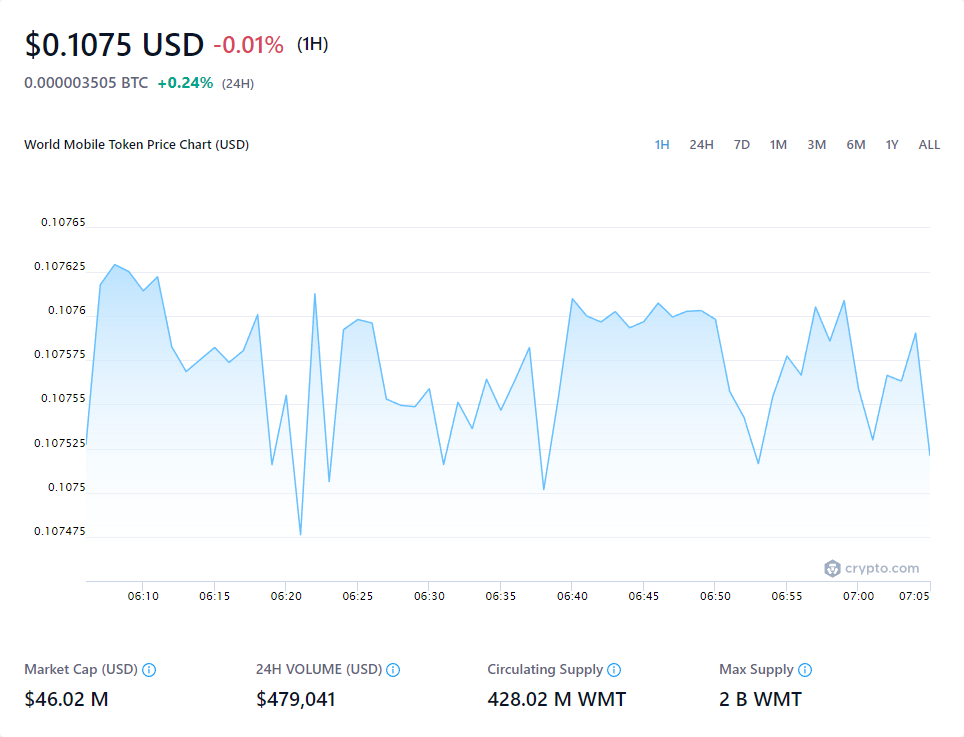 $0.1075 USD -0.01% (1H)
0.000003505 BTC +0.24% (24H)
World Mobile Token Price Chart (USD) 1H 24H 7D 1M 3M 6M 1Y ALL
0.10765
0.107625
0.1076
0.107575
0.10755
0.107525
0.1075
0.107475
crypto.com
06:10 06:15 06:20 06:25 06:30 06:35 06:40 06:45 06:50 06:55 07:00 07:05
Market Cap (USD) 24H VOLUME (USD) Circulating Supply Max Supply
$46.02 M $479,041 428.02 M WMT 2 B WMT